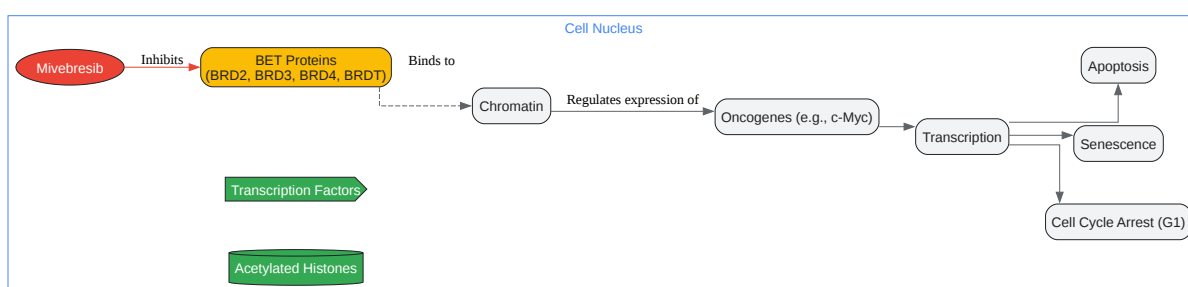 Cell Nucleus
Mivebresib
Inhibits
BET Proteins
(BRD2, BRD3, BRD4, BRDT)
Binds to
Chromatin
Regulates expression of
Oncogenes (e.g., c-Myc)
Transcription
Apoptosis
Senescence
Cell Cycle Arrest (G1)
Transcription Factors
Acetylated Histones